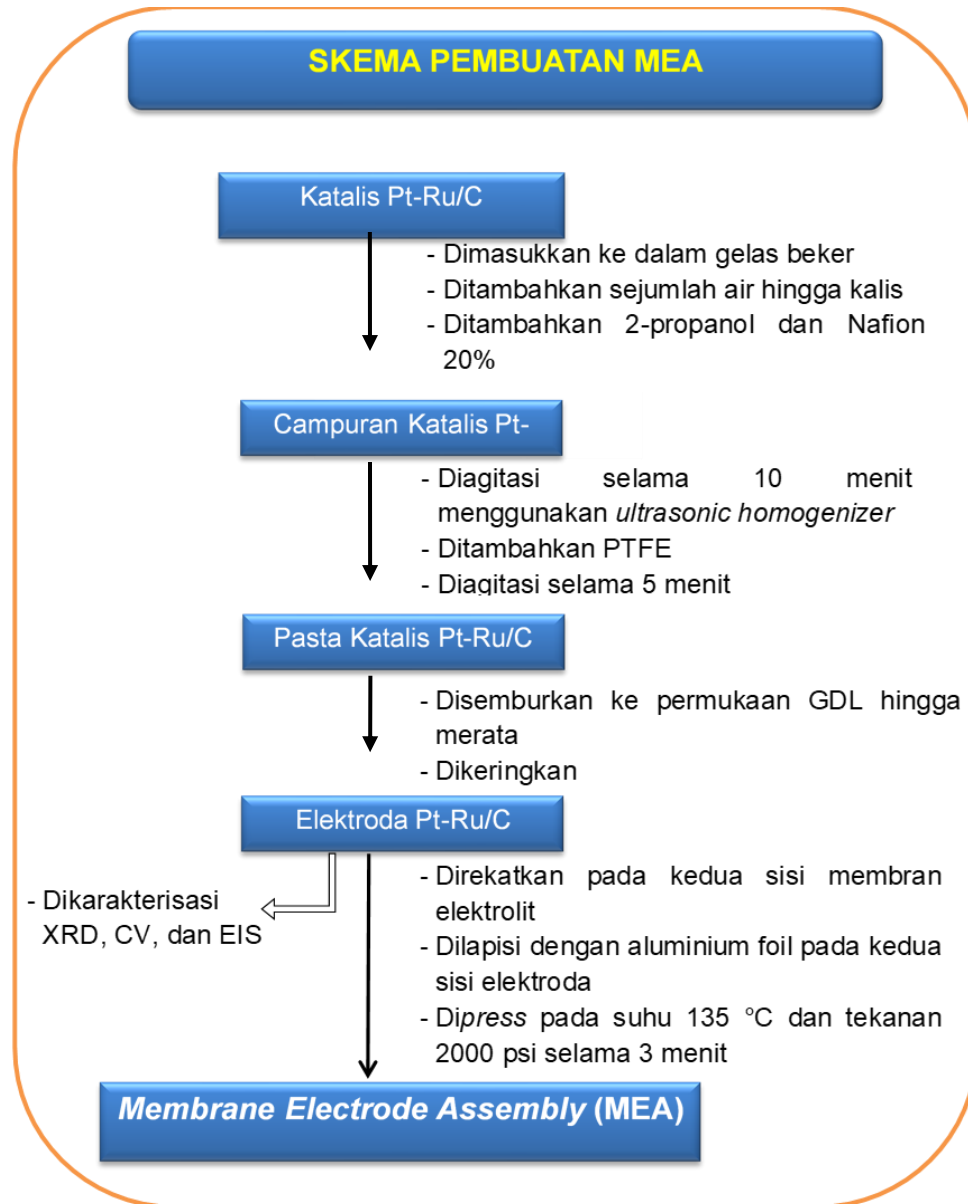 SKEMA PEMBUATAN MEA
Katalis Pt-Ru/C
- Dimasukkan ke dalam gelas beker
- Ditambahkan sejumlah air hingga kalis
- Ditambahkan 2-propanol dan Nafion
20%
Campuran Katalis Pt-
- Diagitasi selama 10 menit
menggunakan ultrasonic homogenizer
- Ditambahkan PTFE
- Diagitasi selama 5 menit
Pasta Katalis Pt-Ru/C
- Disemburkan ke permukaan GDL hingga
merata
- Dikeringkan
Elektroda Pt-Ru/C
- Dikarakterisasi
XRD, CV, dan EIS
- Direkatkan pada kedua sisi membran
elektrolit
- Dilapisi dengan aluminium foil pada kedua
sisi elektroda
- Dipress pada suhu 135 °C dan tekanan
2000 psi selama 3 menit
Membrane Electrode Assembly (MEA)